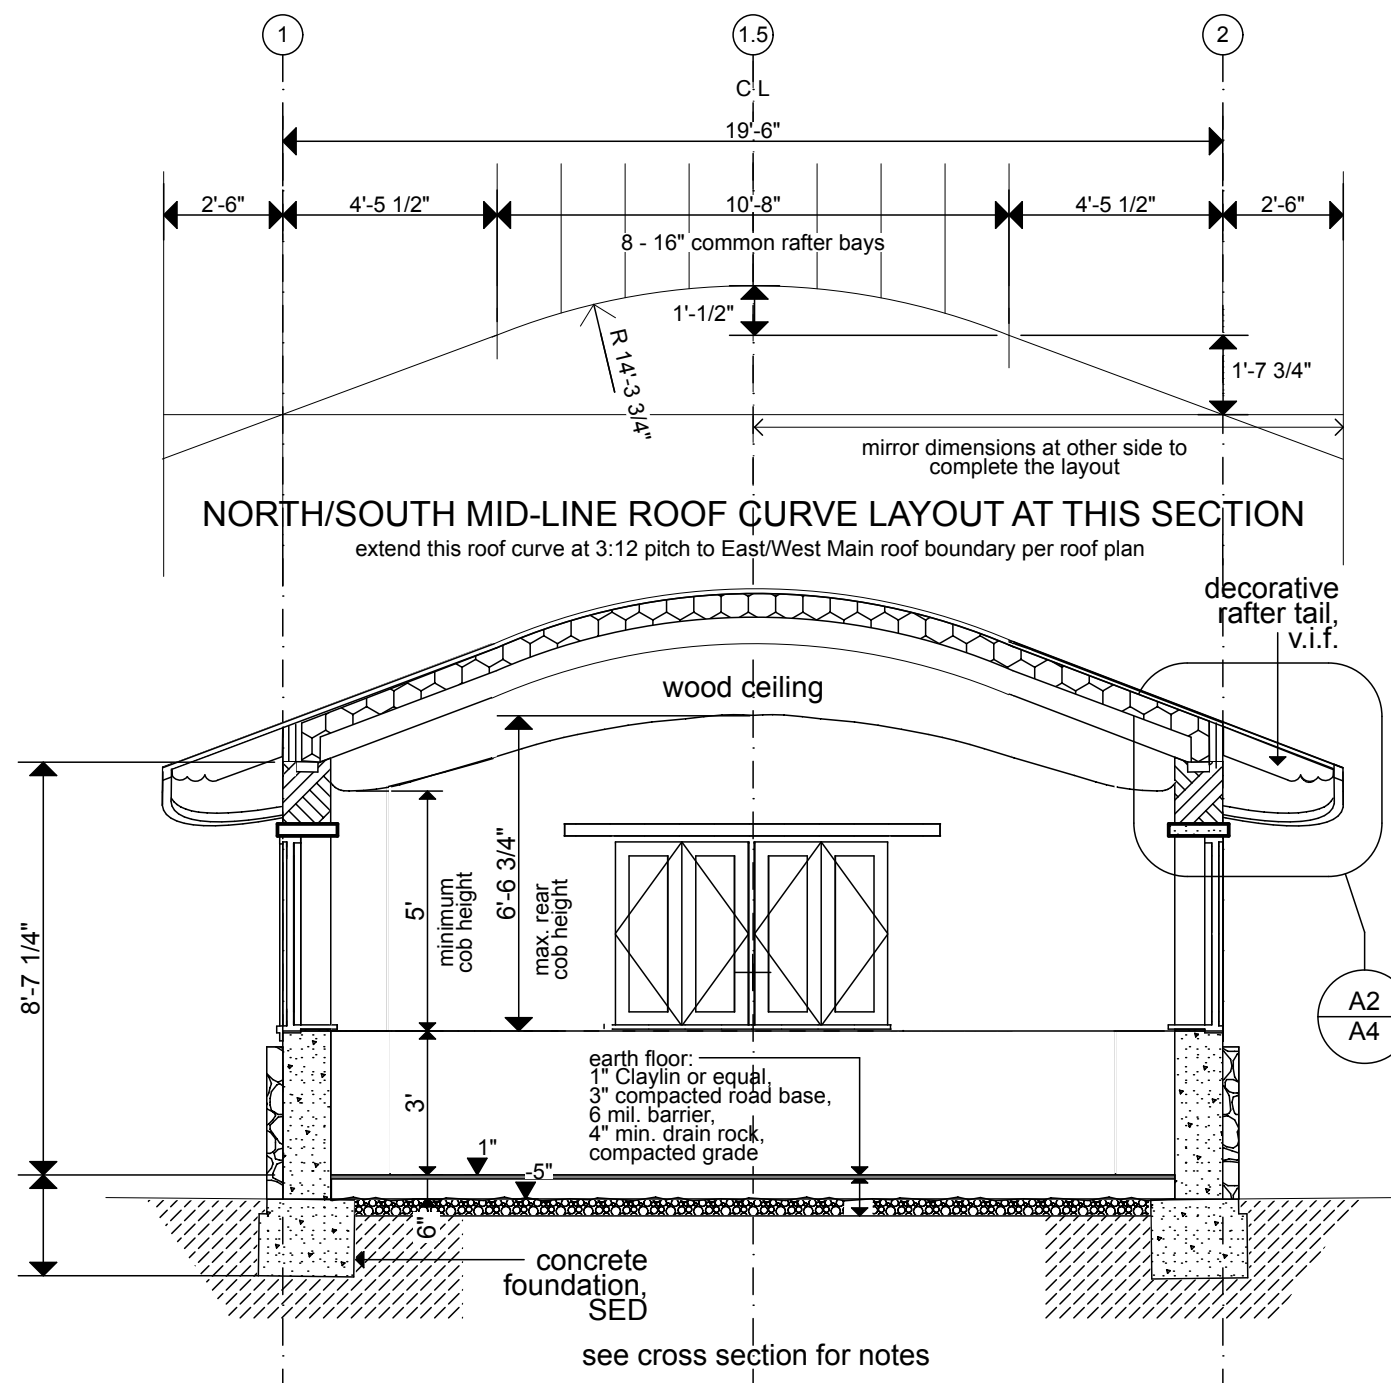 1
1.5
2
C L
19'-6"
2'-6"
4'-5 1/2"
10'-8"
4'-5 1/2"
2'-6"
8 - 16" common rafter bays
1'-1/2"
R 14'-3 3/4"
1'-7 3/4"
mirror dimensions at other side to
complete the layout
NORTH/SOUTH MID-LINE ROOF CURVE LAYOUT AT THIS SECTION
extend this roof curve at 3:12 pitch to East/West Main roof boundary per roof plan
decorative
rafter tail,
v.i.f.
wood ceiling
8'-7 1/4"
5'
minimum
cob height
6'-6 3/4"
max. rear
cob height
A2
A4
3'
earth floor:
1" Claylin or equal,
3" compacted road base,
6 mil. barrier,
4" min. drain rock,
compacted grade
1"
-5"
6"
concrete
foundation,
SED
see cross section for notes